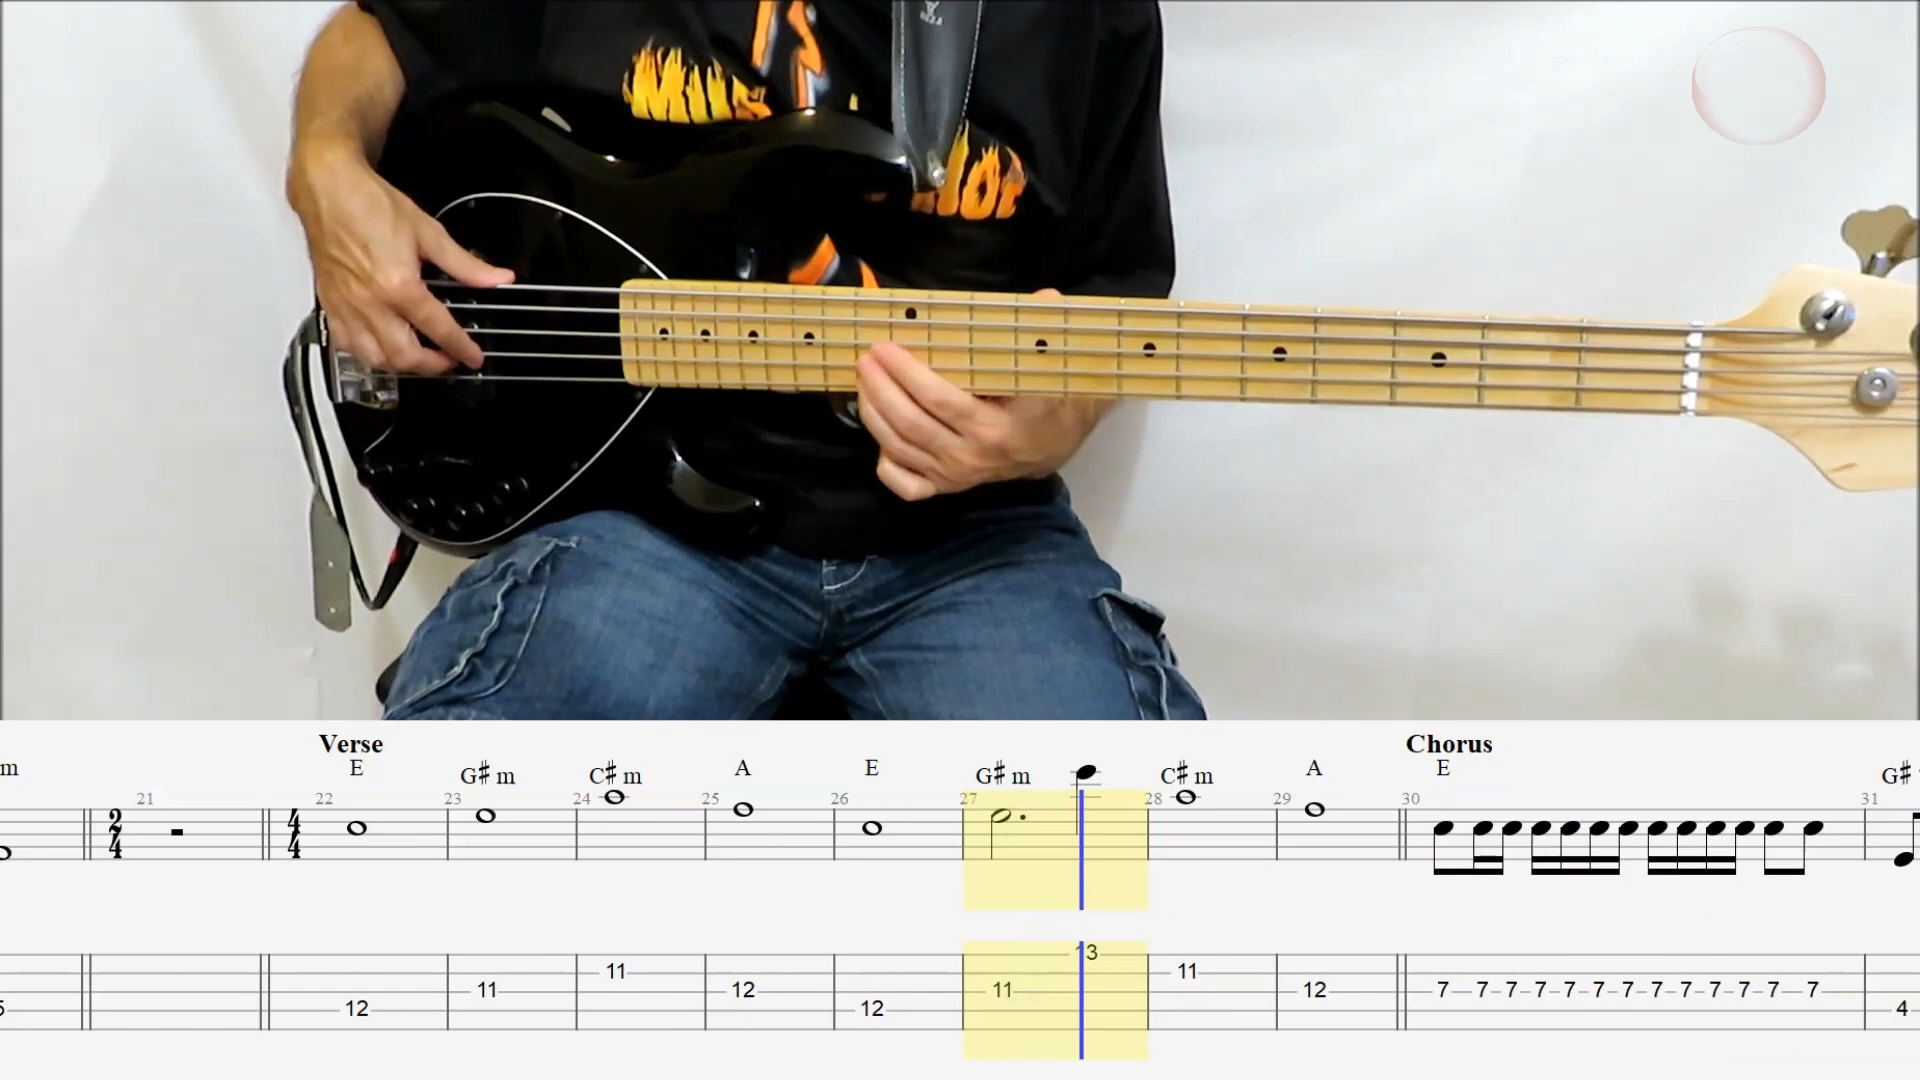 Verse
Chorus
m E G♯m C♯m A E G♯m C♯m A E G♯
21 22 23 24 25 26 27 28 29 30 31
2 4
4 4
13
11 11
11 12 11 12 7 7 7 7 7 7 7 7 7 7 7 7 7
5 12 12 4